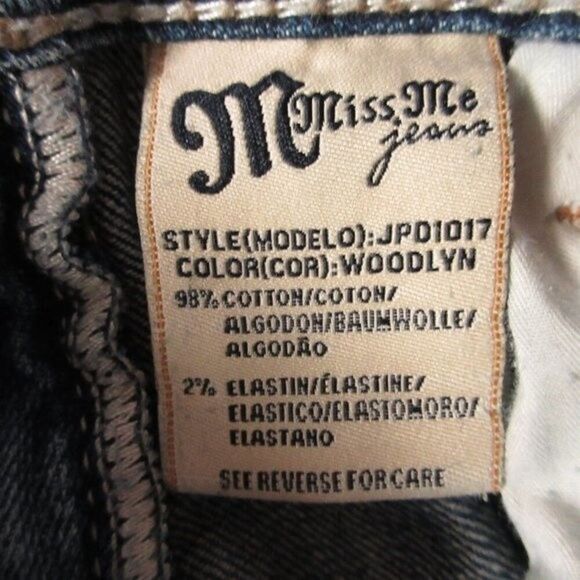 M Miss Me
jeans
STYLE(MODELO):JPD1017
COLOR(COR):WOODLYN
98% COTTON/COTON/
ALGODON/BAUMWOLLE/
ALGODÃO
2% ELASTIN/ÉLASTINE/
ELASTICO/ELASTOMORO/
ELASTANO
SEE REVERSE FOR CARE